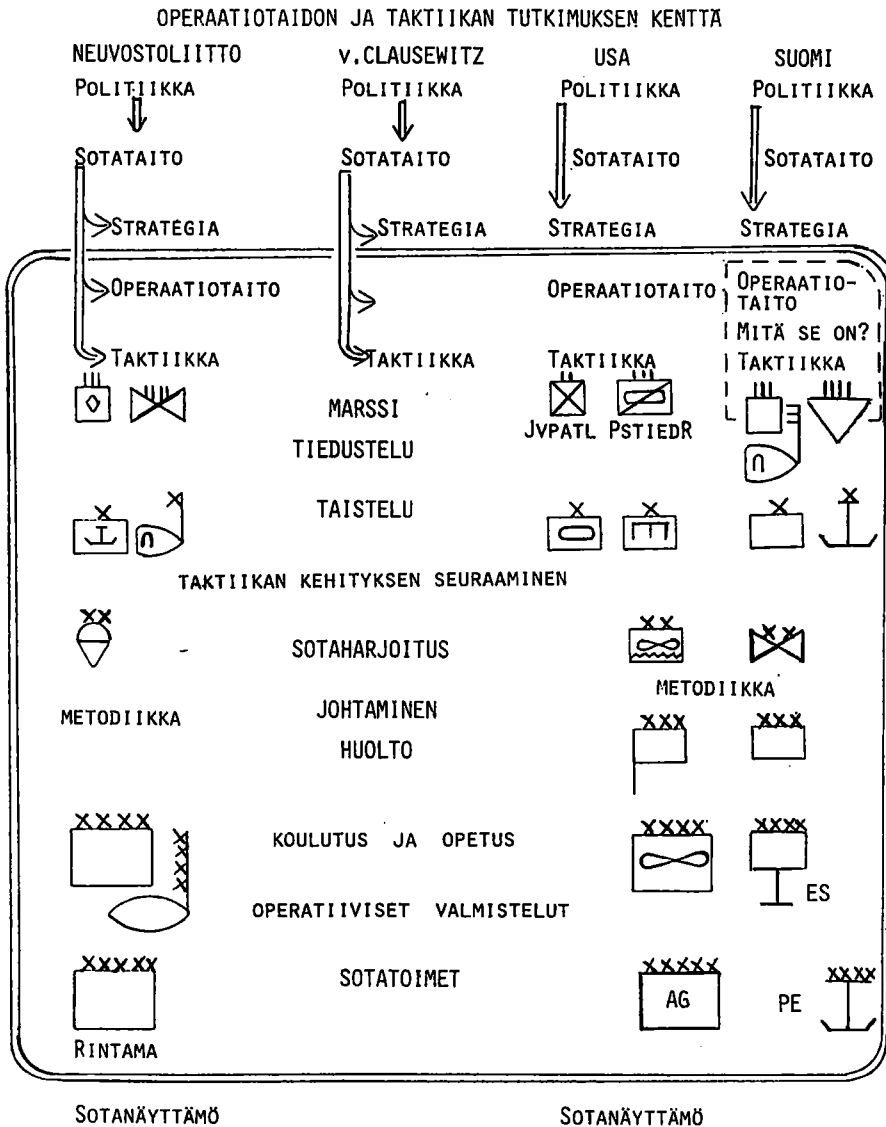 OPERAATIOTAIDON JA TAKTIIKAN TUTKIMUKSEN KENTTÄ
NEUVOSTOLIITTO v.CLAUSEWITZ USA SUOMI
POLITIIKKA POLITIIKKA POLITIIKKA POLITIIKKA
SOTATAITO SOTATAITO SOTATAITO SOTATAITO
STRATEGIA STRATEGIA STRATEGIA STRATEGIA
OPERAATIOTAITO OPERAATIOTAITO OPERAATIO-
TAITO
MITÄ SE ON?
TAKTIIKKA TAKTIIKKA TAKTIIKKA TAKTIIKKA
MARSSI
JVPATL PSTIEDR
TIEDUSTELU
TAISTELU
TAKTIIKAN KEHITYKSEN SEURAAMINEN
SOTAHARJOITUS
METODIIKKA
METODIIKKA JOHTAMINEN
HUOLTO
KOULUTUS JA OPETUS
ES
OPERATIIVISET VALMISTELUT
SOTATOIMET
AG PE
RINTAMA
SOTANÄYTTÄMÖ SOTANÄYTTÄMÖ